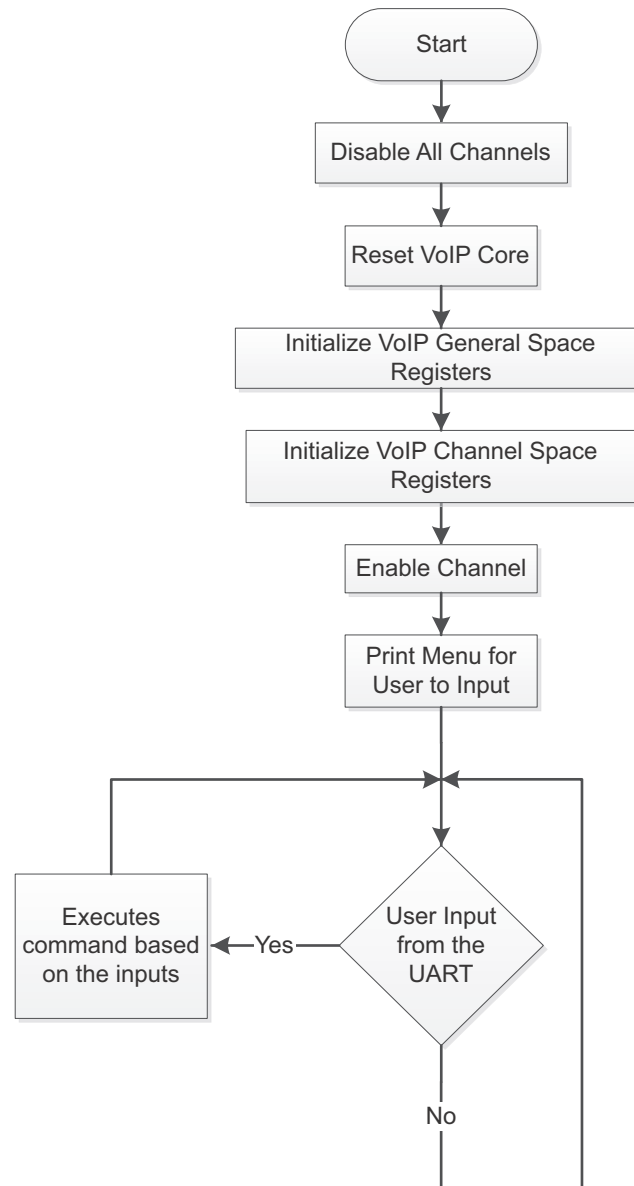 Start
Disable All Channels
Reset VoIP Core
Initialize VoIP General Space
Registers
Initialize VoIP Channel Space
Registers
Enable Channel
Print Menu for
User to Input
Executes
command based
on the inputs
Yes
User Input
from the
UART
No